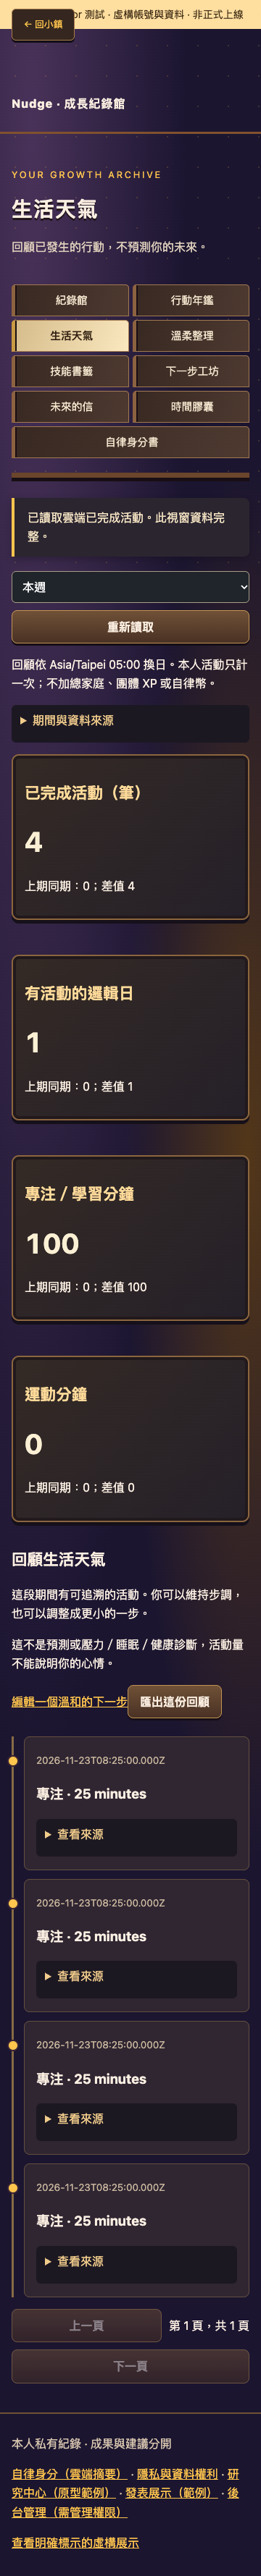 ← 回小鎮
or 測試 · 虛構帳號與資料 · 非正式上線
Nudge · 成長紀錄館
YOUR GROWTH ARCHIVE
生活天氣
回顧已發生的行動，不預測你的未來。
紀錄館
行動年鑑
生活天氣
溫柔整理
技能書籤
下一步工坊
未來的信
時間膠囊
自律身分書
已讀取雲端已完成活動。此視窗資料完
整。
本週
重新讀取
回顧依 Asia/Taipei 05:00 換日。本人活動只計
一次；不加總家庭、團體 XP 或自律幣。
▶ 期間與資料來源
已完成活動（筆）
4
上期同期：0；差值 4
有活動的邏輯日
1
上期同期：0；差值 1
專注 / 學習分鐘
100
上期同期：0；差值 100
運動分鐘
0
上期同期：0；差值 0
回顧生活天氣
這段期間有可追溯的活動。你可以維持步調，
也可以調整成更小的一步。
這不是預測或壓力 / 睡眠 / 健康診斷，活動量
不能說明你的心情。
編輯一個溫和的下一步
匯出這份回顧
2026-11-23T08:25:00.000Z
專注 · 25 minutes
▶ 查看來源
2026-11-23T08:25:00.000Z
專注 · 25 minutes
▶ 查看來源
2026-11-23T08:25:00.000Z
專注 · 25 minutes
▶ 查看來源
2026-11-23T08:25:00.000Z
專注 · 25 minutes
▶ 查看來源
上一頁
第 1 頁，共 1 頁
下一頁
本人私有紀錄 · 成果與建議分開
自律身分（雲端摘要） · 隱私與資料權利 · 研
究中心（原型範例） · 發表展示（範例） · 後
台管理（需管理權限）
查看明確標示的虛構展示